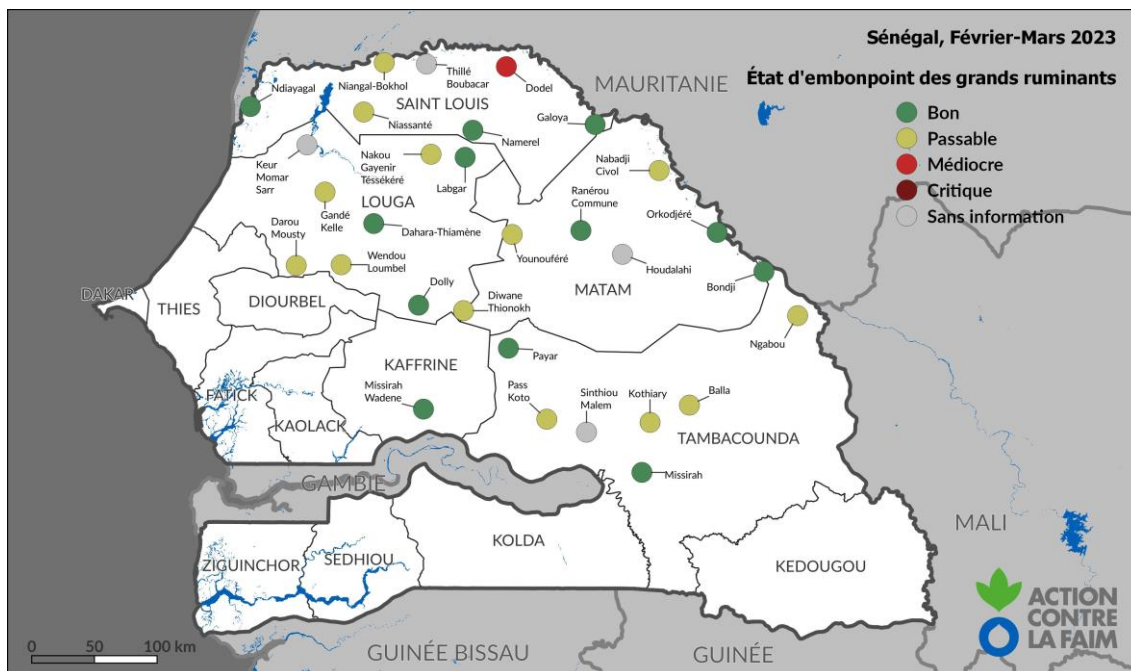 Sénégal, Février-Mars 2023
MAURITANIE
État d'embonpoint des grands ruminants
Bon
Passable
Médiocre
Critique
Sans information
Ndiayagal
Niangal-Bokhol
Thillé
Boubacar
Dodel
SAINT LOUIS
Niassanté
Namerel
Galoya
Keur
Momar
Sarr
Nakou
Gayenir
Téssékéré
Labgar
Nabadji
Civol
LOUGA
Gandé
Kelle
Dahara-Thiamène
Ranérou
Commune
Orkodjéré
Darou
Mousty
Wendou
Loumbel
Younouféré
Houdalahi
Bondji
MATAM
DAKAR
THIES
DIOURBEL
Dolly
Diwane
Thionokh
Ngabou
KAFFRINE
Payar
Missirah
Wadene
Pass
Koto
Sinthiou
Malem
Kothiary
Balla
FATICK
KAOLACK
TAMBACOUNDA
Missirah
GAMBIE
MALI
ZIGUINCHOR
SEDHIOU
KOLDA
KEDOUGOU
GUINÉE BISSAU
GUINÉE
0 50 100 km
ACTION
CONTRE
LA FAIM